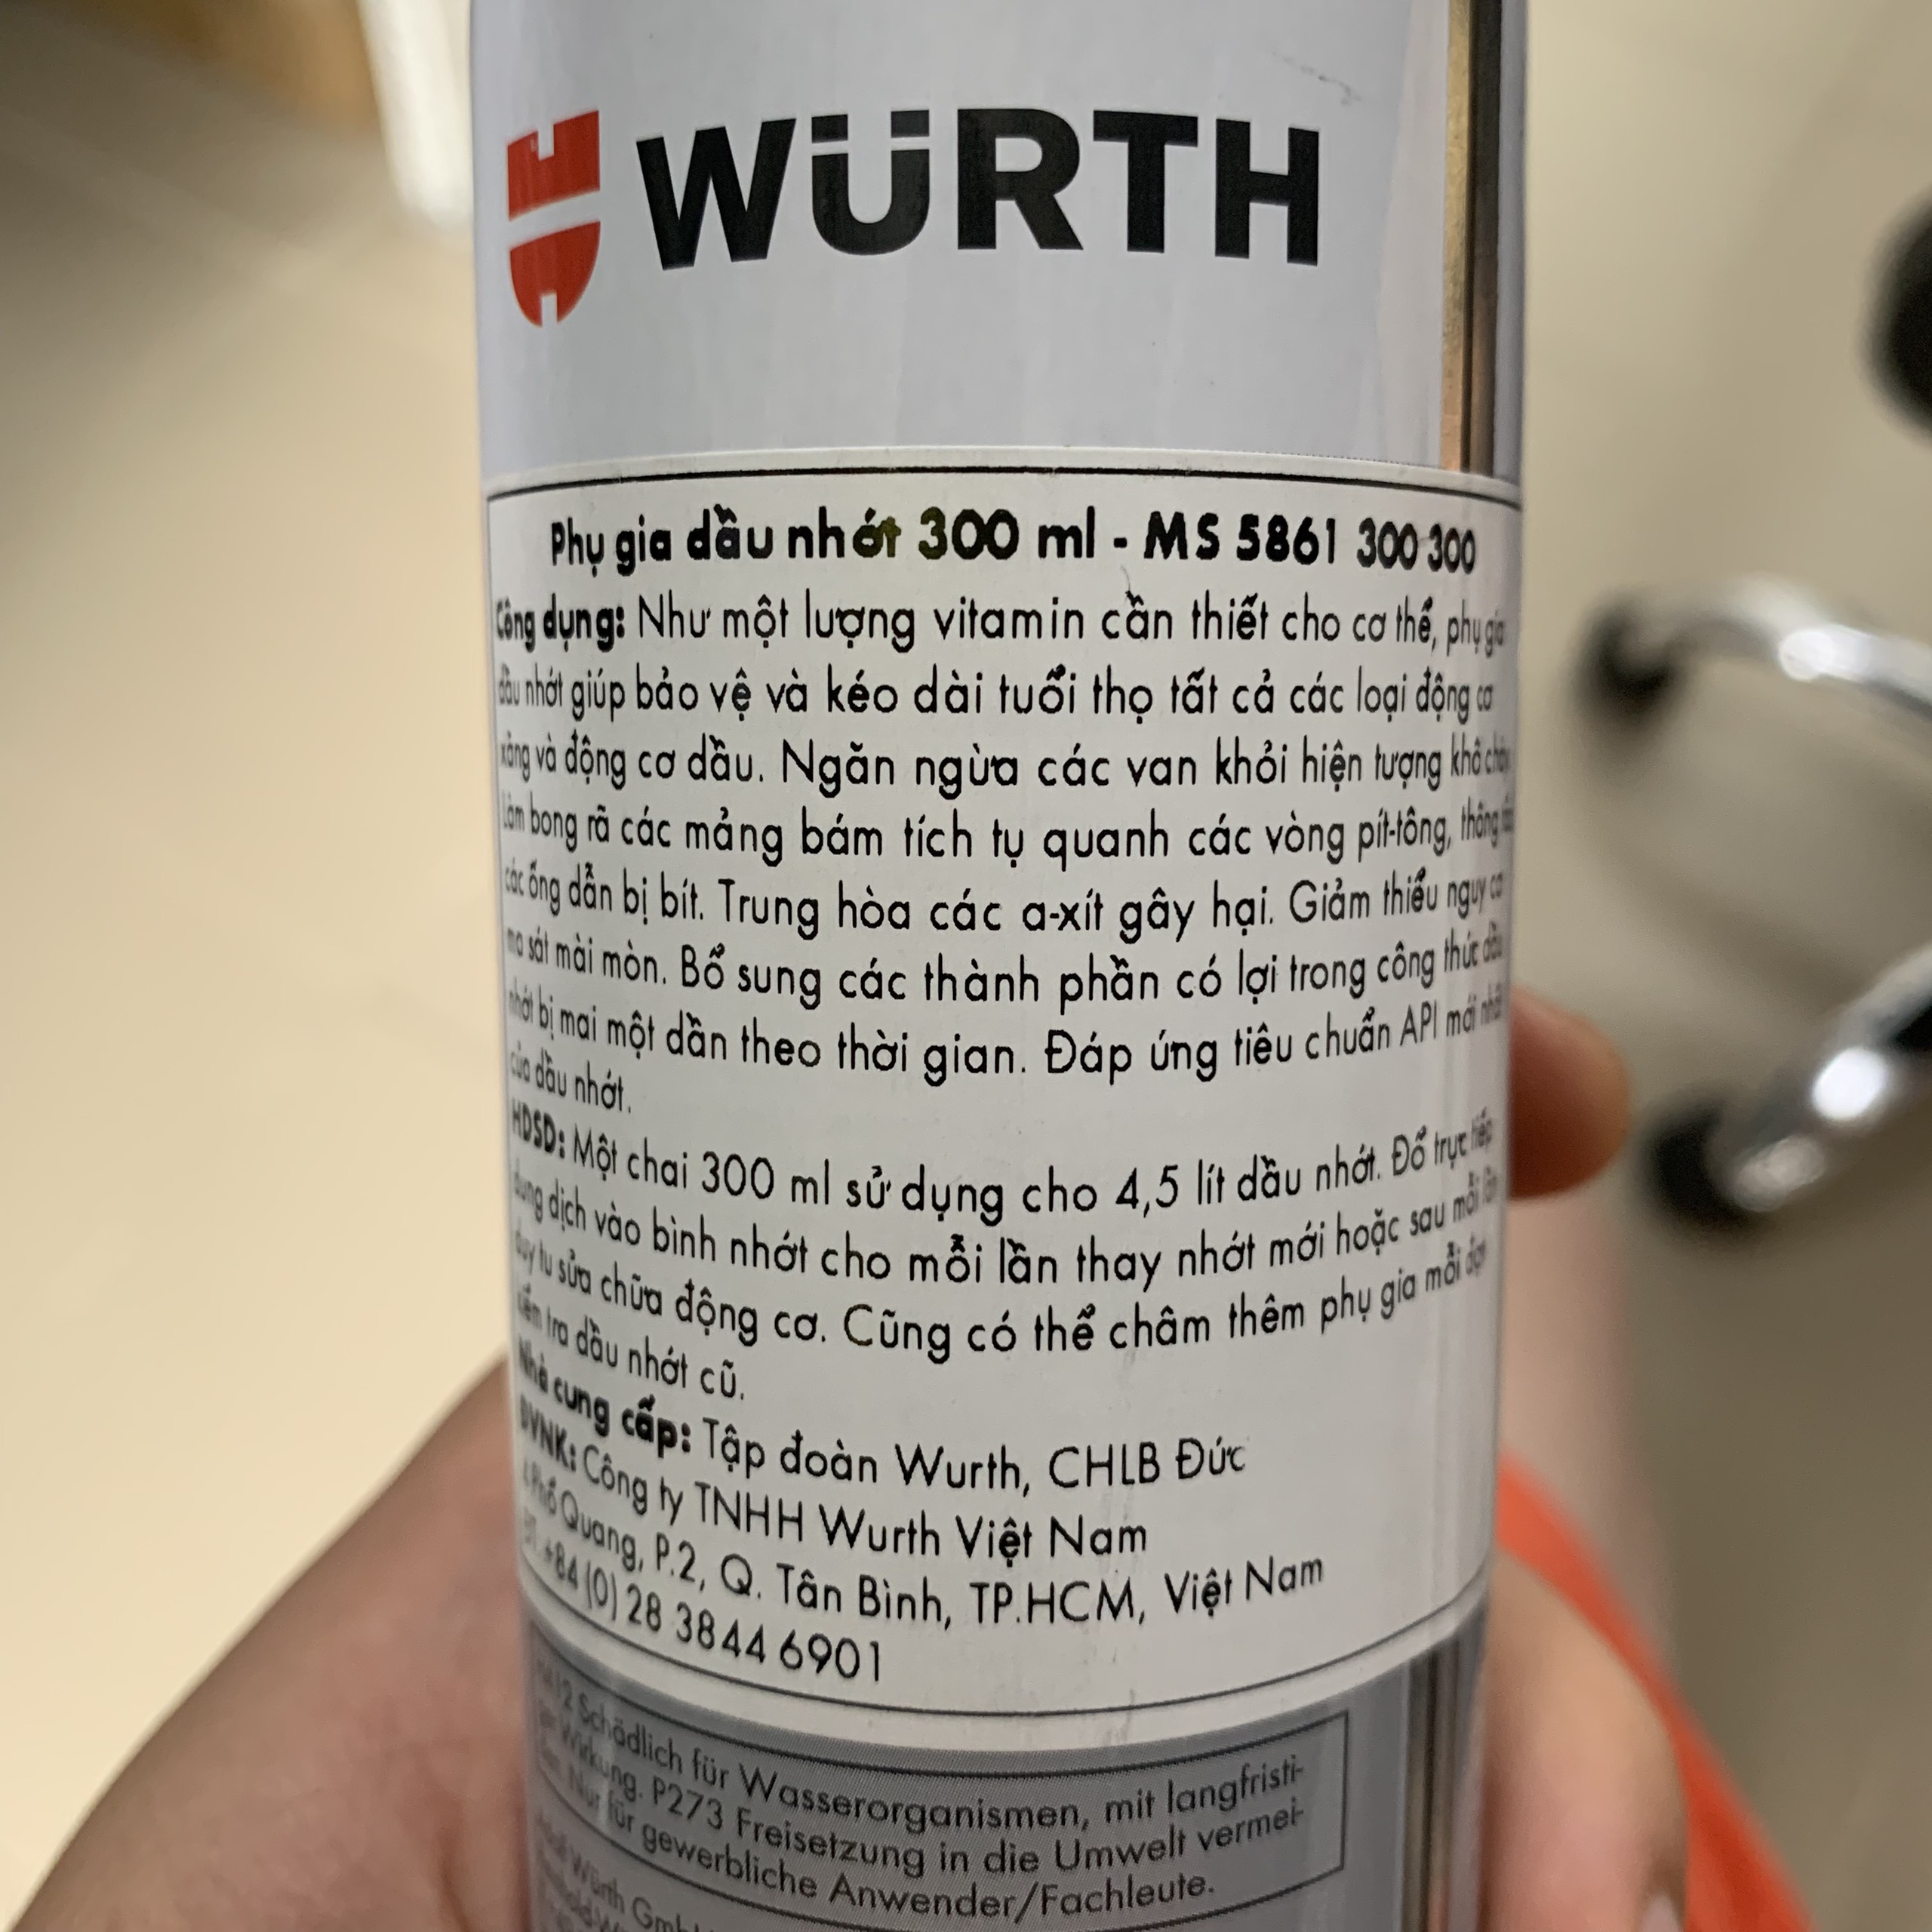 WÜRTH
Phụ gia dầu nhớt 300 ml - MS 5861 300 300
Công dụng: Như một lượng vitamin cần thiết cho cơ thể, phụ gia
dầu nhớt giúp bảo vệ và kéo dài tuổi thọ tất cả các loại động cơ
xăng và động cơ dầu. Ngăn ngừa các van khỏi hiện tượng khô cháy
Làm bong rã các mảng bám tích tụ quanh các vòng pít-tông, thông
các ống dẫn bị bít. Trung hòa các a-xít gây hại. Giảm thiểu nguy cơ
ma sát mài mòn. Bổ sung các thành phần có lợi trong công thức dầu
nhớt bị mai một dần theo thời gian. Đáp ứng tiêu chuẩn API mới nhất
của dầu nhớt.
HDSD: Một chai 300 ml sử dụng cho 4,5 lít dầu nhớt. Đổ trực tiếp
dung dịch vào bình nhớt cho mỗi lần thay nhớt mới hoặc sau mỗi lần
duy tu sửa chữa động cơ. Cũng có thể châm thêm phụ gia mỗi đợt
kiểm tra dầu nhớt cũ.
Nhà cung cấp: Tập đoàn Wurth, CHLB Đức
ĐVNK: Công ty TNHH Wurth Việt Nam
4 Phổ Quang, P.2, Q. Tân Bình, TP.HCM, Việt Nam
ĐT: +84 (0) 28 3844 6901
H412 Schädlich für Wasserorganismen, mit langfristi-
ger Wirkung. P273 Freisetzung in die Umwelt vermei-
den. Nur für gewerbliche Anwender/Fachleute.
Adolf Würth GmbH